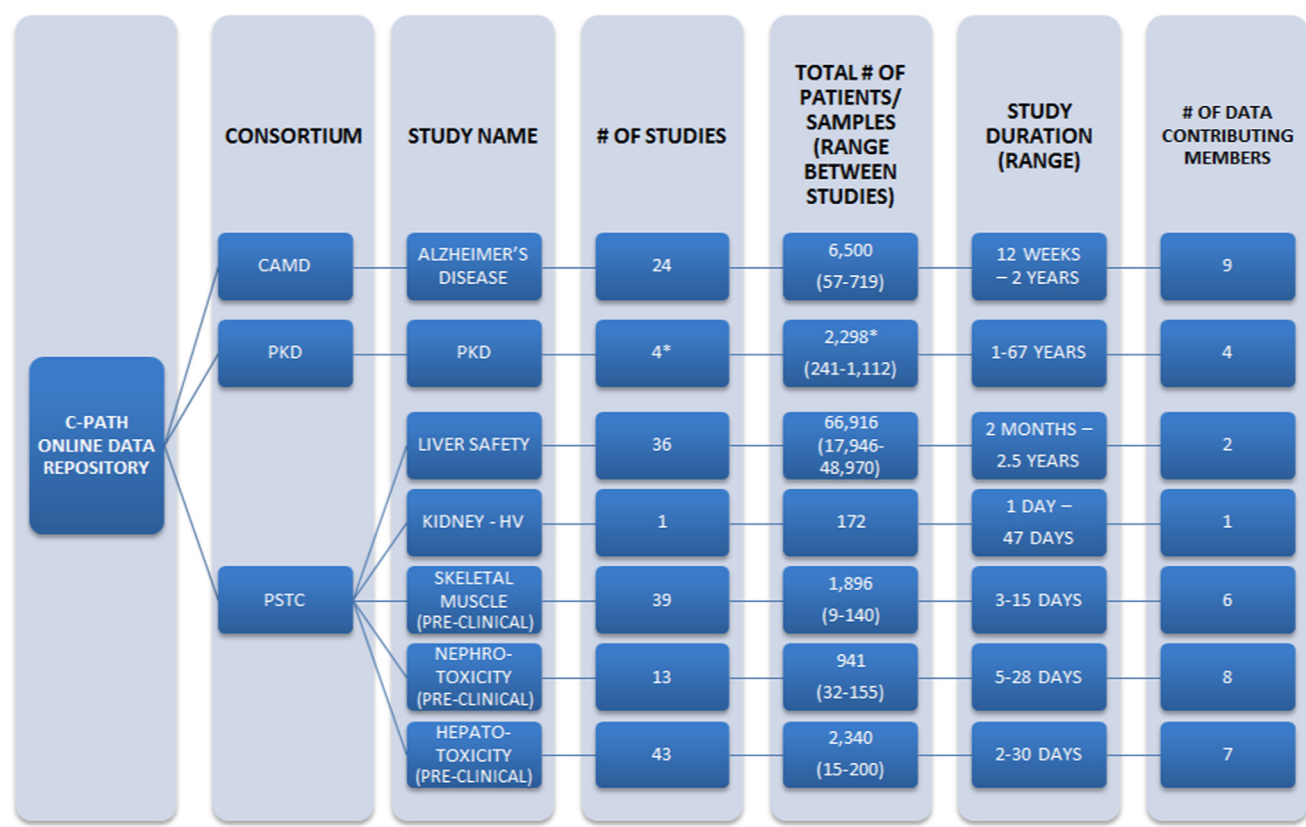 CONSORTIUM
STUDY NAME
# OF STUDIES
TOTAL # OF
PATIENTS/
SAMPLES
(RANGE
BETWEEN
STUDIES)
STUDY
DURATION
(RANGE)
# OF DATA
CONTRIBUTING
MEMBERS
C-PATH
ONLINE DATA
REPOSITORY
CAMD
ALZHEIMER'S
DISEASE
24
6,500
(57-719)
12 WEEKS
– 2 YEARS
9
PKD
PKD
4*
2,298*
(241-1,112)
1-67 YEARS
4
LIVER SAFETY
36
66,916
(17,946-
48,970)
2 MONTHS –
2.5 YEARS
2
KIDNEY - HV
1
172
1 DAY –
47 DAYS
1
PSTC
SKELETAL
MUSCLE
(PRE-CLINICAL)
39
1,896
(9-140)
3-15 DAYS
6
NEPHRO-
TOXICITY
(PRE-CLINICAL)
13
941
(32-155)
5-28 DAYS
8
HEPATO-
TOXICITY
(PRE-CLINICAL)
43
2,340
(15-200)
2-30 DAYS
7